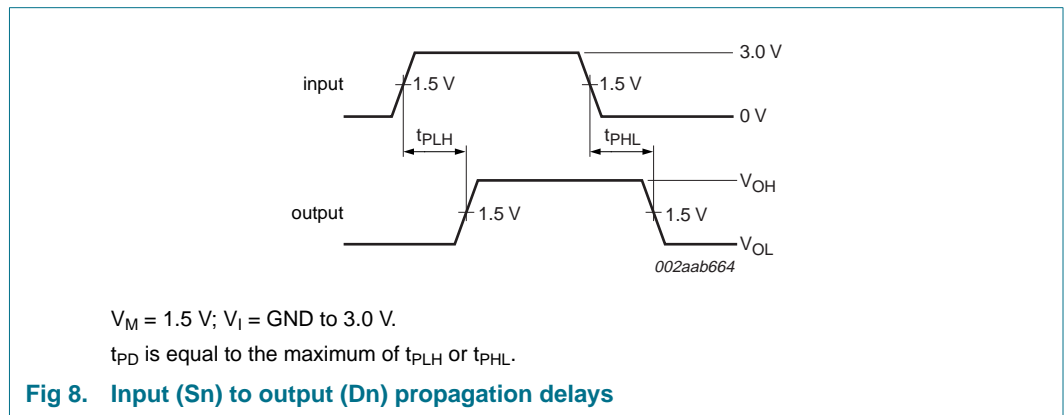 3.0 V
input
1.5 V
1.5 V
0 V
tPLH
tPHL
VOH
output
1.5 V
1.5 V
VOL
002aab664
VM = 1.5 V; VI = GND to 3.0 V.
tPD is equal to the maximum of tPLH or tPHL.
Fig 8. Input (Sn) to output (Dn) propagation delays